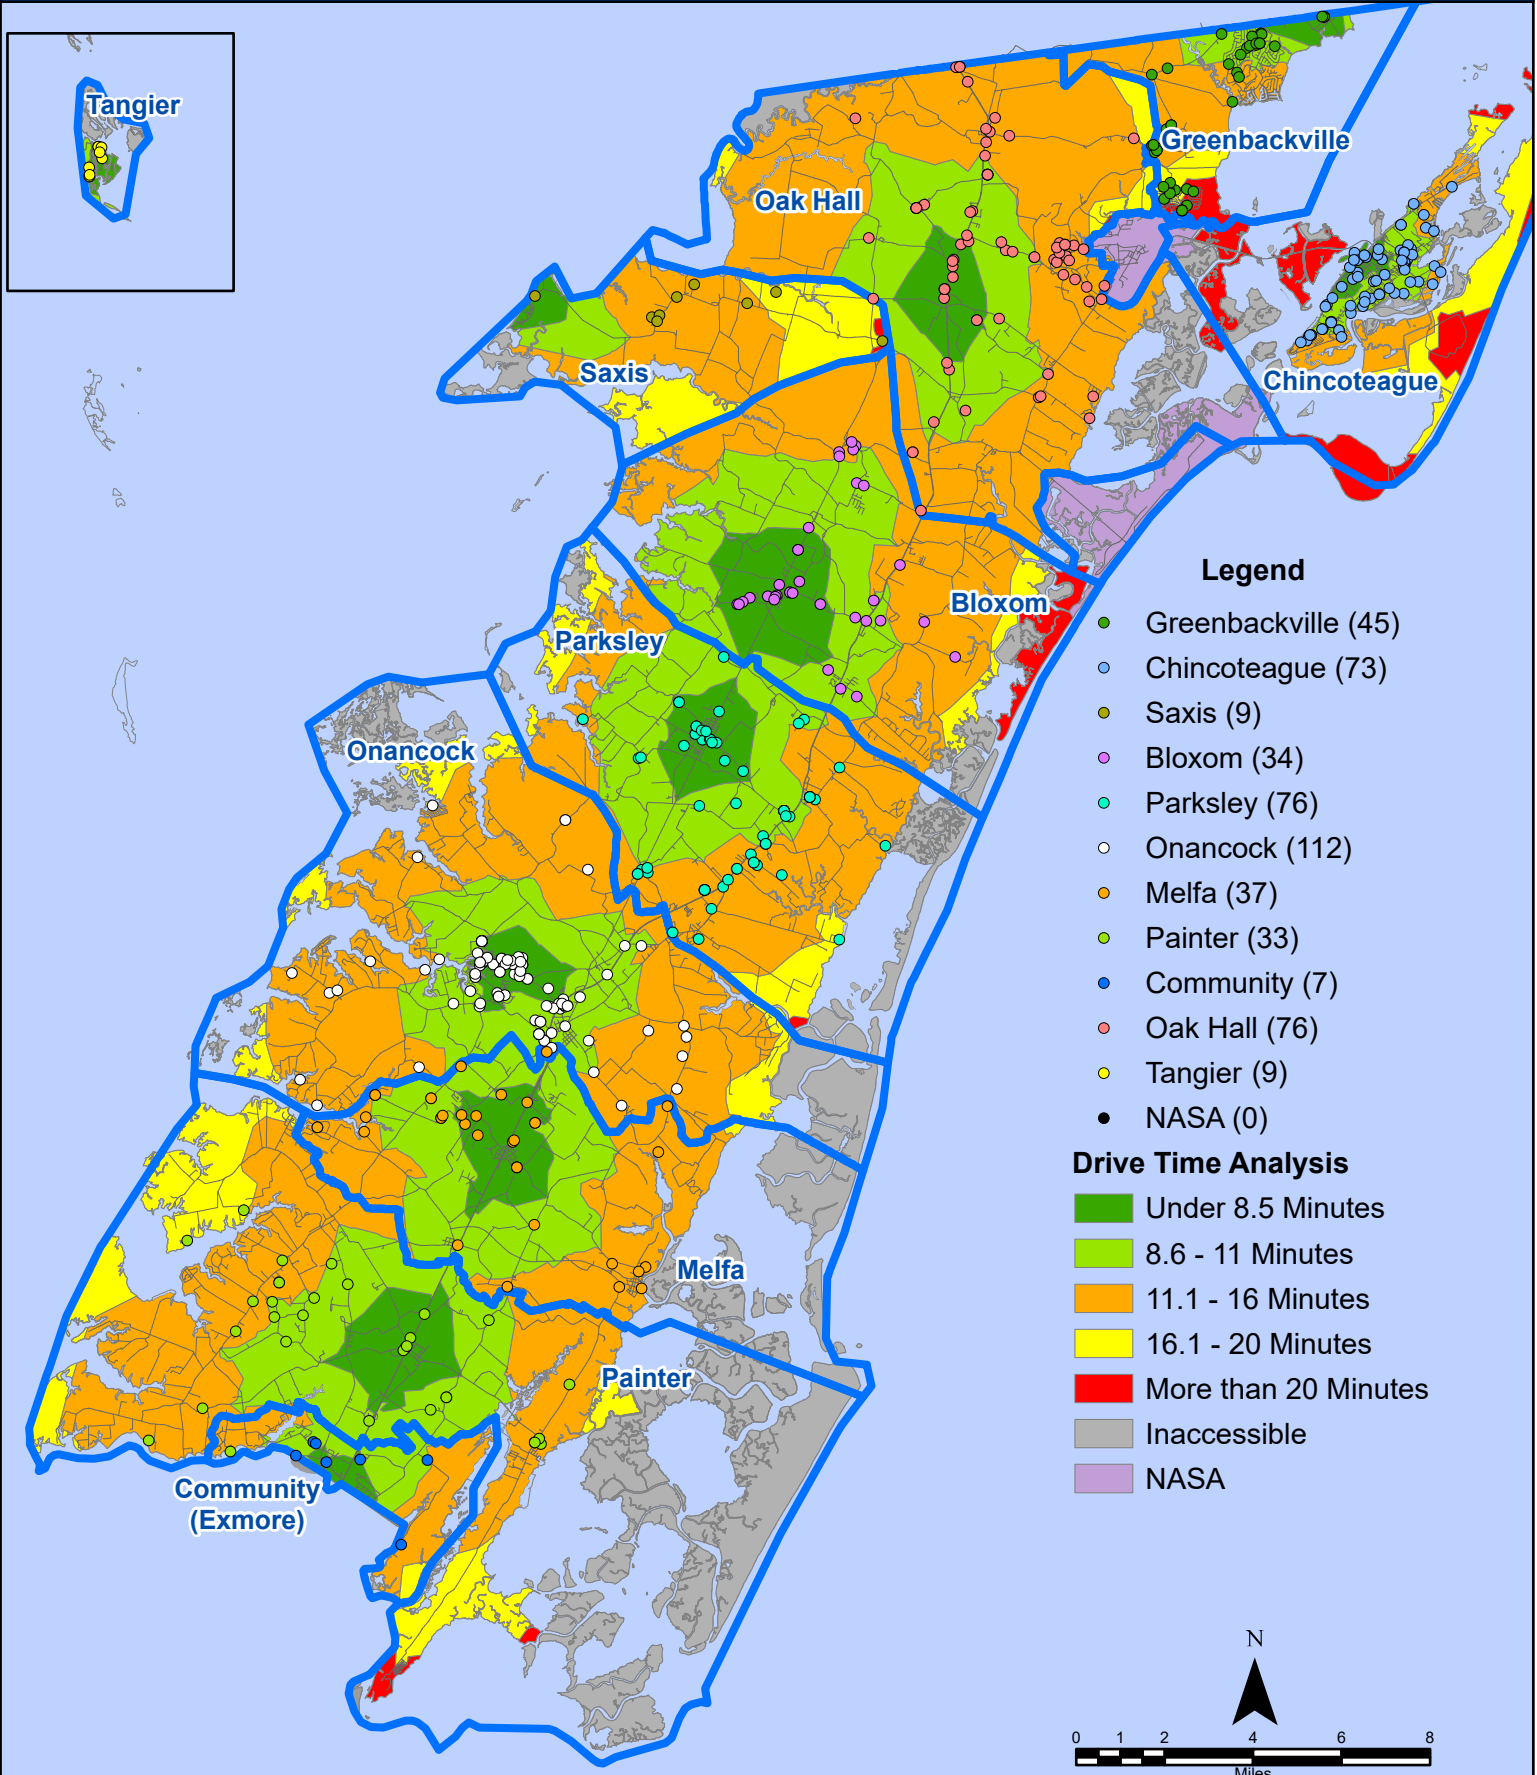 Tangier
Greenbackville
Oak Hall
Saxis
Chincoteague
Bloxom
Parksley
Onancock
Melfa
Painter
Community
(Exmore)
Legend
Greenbackville (45)
Chincoteague (73)
Saxis (9)
Bloxom (34)
Parksley (76)
Onancock (112)
Melfa (37)
Painter (33)
Community (7)
Oak Hall (76)
Tangier (9)
NASA (0)
Drive Time Analysis
Under 8.5 Minutes
8.6 - 11 Minutes
11.1 - 16 Minutes
16.1 - 20 Minutes
More than 20 Minutes
Inaccessible
NASA
N
0 1 2 4 6 8
Miles